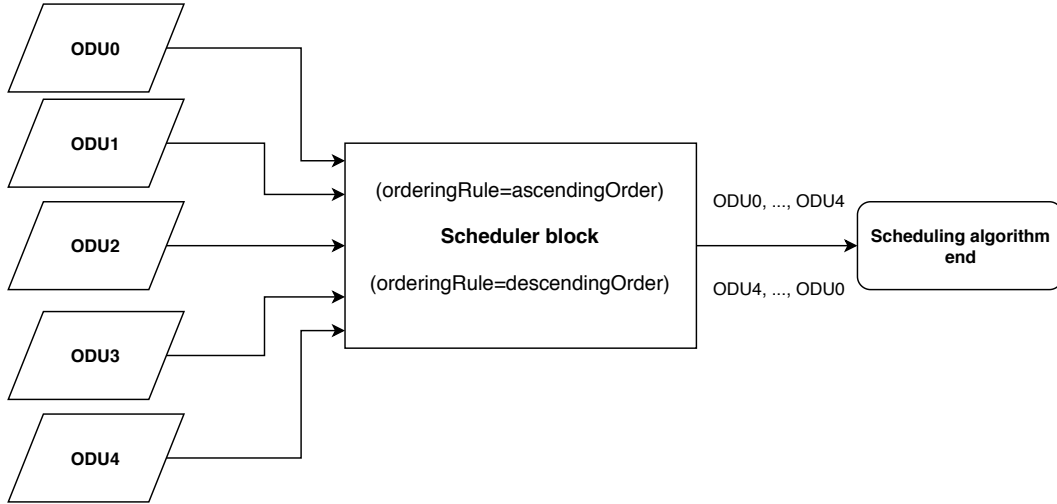 ODU0
ODU1
ODU2
ODU3
ODU4
(orderingRule=ascendingOrder)
Scheduler block
(orderingRule=descendingOrder)
ODU0, ..., ODU4
ODU4, ..., ODU0
Scheduling algorithm
end